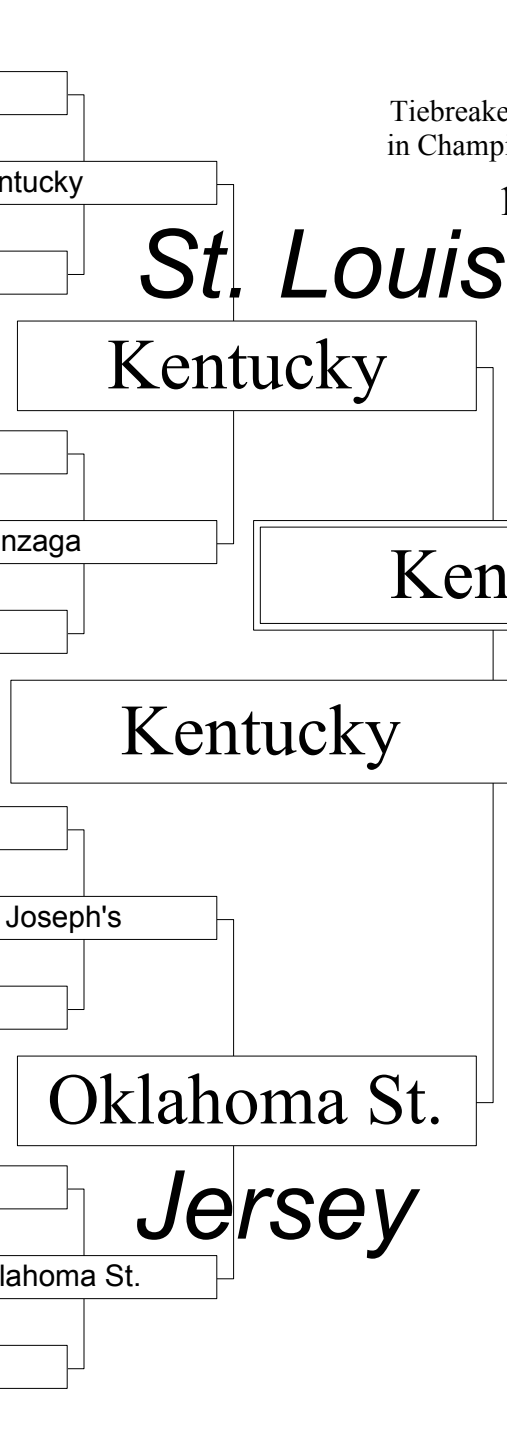 Tiebreake
in Champi
1
ntucky
St. Louis
Kentucky
nzaga
Ken
Kentucky
Joseph's
Oklahoma St.
Jersey
lahoma St.